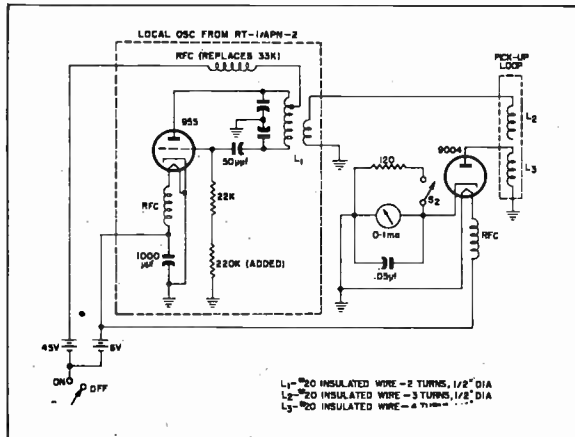 LOCAL OSC FROM RT-1/APN-2
RFC (REPLACES 33K)
PICK-UP
LOOP
955
50μμf
L1
L2
L3
9004
120
S2
0-1ma
.05μf
RFC
RFC
22K
220K (ADDED)
1000
μμf
45V
6V
ON
OFF
L1-#20 INSULATED WIRE-2 TURNS, 1/2" DIA
L2-#20 INSULATED WIRE-3 TURNS, 1/2" DIA
L3-#20 INSULATED WIRE-4